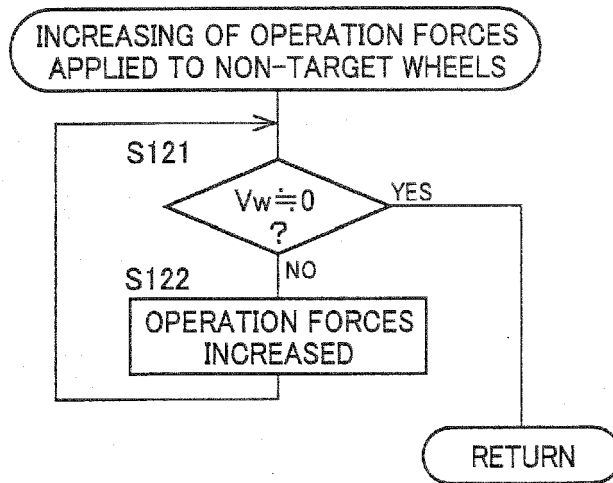 INCREASING OF OPERATION FORCES
APPLIED TO NON-TARGET WHEELS
S121
Vw≒0
?
YES
NO
S122
OPERATION FORCES
INCREASED
RETURN